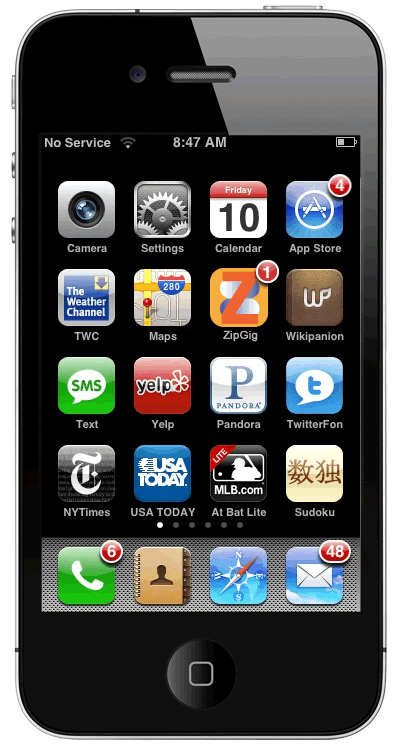 No Service 8:47 AM
4
Friday
10
Camera Settings Calendar App Store
1
The Weather Channel
280
Z
WP
TWC Maps ZipGig Wikipanion
SMS
yelp
P
PANDORA
t
Text Yelp Pandora TwitterFon
T
USA TODAY
LITE
MLB.com
数独
NYTimes USA TODAY At Bat Lite Sudoku
6 48